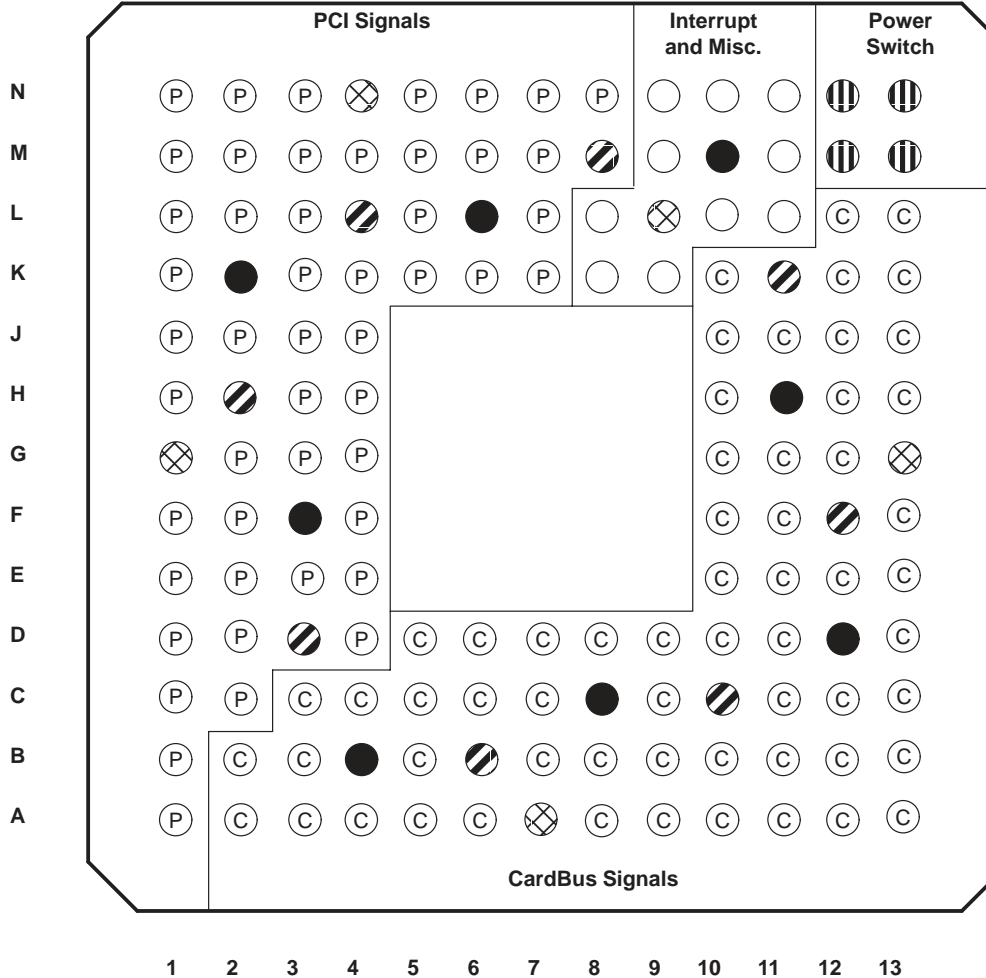 PCI Signals Interrupt and Misc. Power Switch
N P P P P P P P
M P P P P P P P
L P P P P P C C
K P P P P P P C C C
J P P P P C C C C
H P P P C C C
G P P P C C C
F P P P C C C
E P P P P C C C C
D P P P C C C C C C C C
C P P C C C C C C C C C
B P C C C C C C C C C C
A P C C C C C C C C C C C
CardBus Signals
1 2 3 4 5 6 7 8 9 10 11 12 13